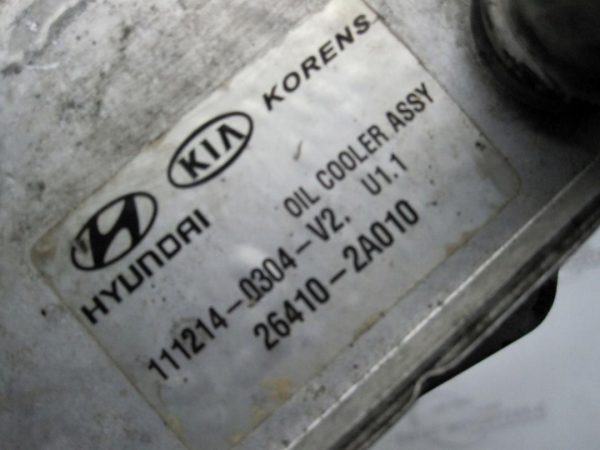 HYUNDAI KIA KORENS
OIL COOLER ASSY
111214-0304-V2. U1.1
26410-2A010